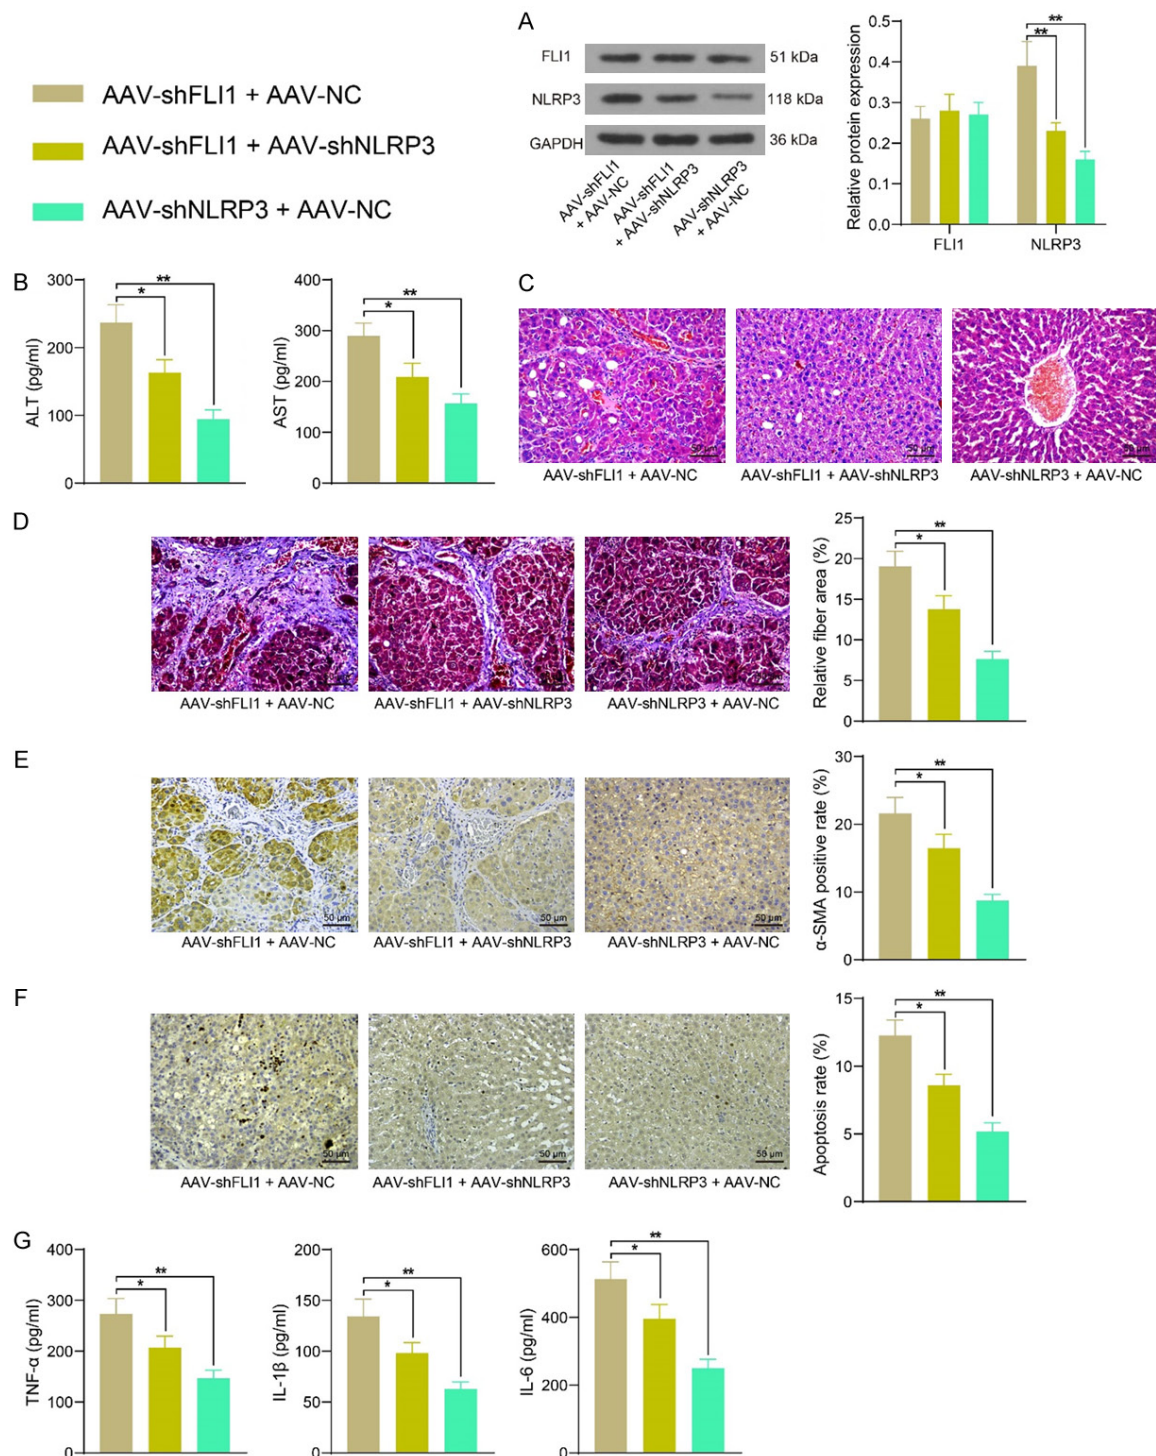 AAV-shFLI1 + AAV-NC
AAV-shFLI1 + AAV-shNLRP3
AAV-shNLRP3 + AAV-NC
A
FLI1
51 kDa
NLRP3
118 kDa
GAPDH
36 kDa
AAV-shFLI1
+ AAV-NC
AAV-shFLI1
+ AAV-shNLRP3
AAV-shNLRP3
+ AAV-NC
Relative protein expression
0.5
0.4
0.3
0.2
0.1
0.0
**
**
FLI1
NLRP3
B
ALT (pg/ml)
300
200
100
0
**
*
AST (pg/ml)
400
300
200
100
0
**
*
C
50 µm
50 µm
AAV-shFLI1 + AAV-NC
AAV-shFLI1 + AAV-shNLRP3
AAV-shNLRP3 + AAV-NC
D
AAV-shFLI1 + AAV-NC
AAV-shFLI1 + AAV-shNLRP3
AAV-shNLRP3 + AAV-NC
Relative fiber area (%)
25
20
15
10
5
0
**
*
E
50 µm
50 µm
50 µm
AAV-shFLI1 + AAV-NC
AAV-shFLI1 + AAV-shNLRP3
AAV-shNLRP3 + AAV-NC
α-SMA positive rate (%)
30
20
10
0
**
*
F
50 µm
50 µm
AAV-shFLI1 + AAV-NC
AAV-shFLI1 + AAV-shNLRP3
AAV-shNLRP3 + AAV-NC
Apoptosis rate (%)
15
10
5
0
**
*
G
TNF-α (pg/ml)
400
300
200
100
0
**
*
IL-1β (pg/ml)
200
150
100
50
0
**
*
IL-6 (pg/ml)
600
400
200
0
**
*